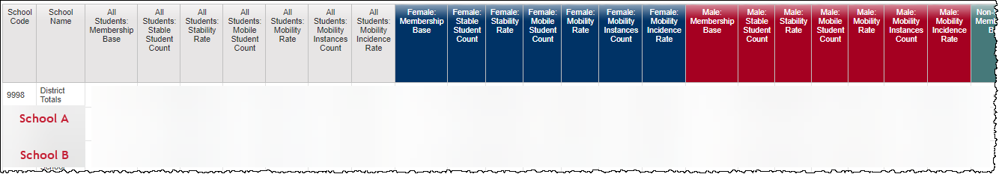 School
Code
School
Name
All
Students:
Membership
Base
All
Students:
Stable
Student
Count
All
Students:
Stability
Rate
All
Students:
Mobile
Student
Count
All
Students:
Mobility
Rate
All
Students:
Mobility
Instances
Count
All
Students:
Mobility
Incidence
Rate
Female:
Membership
Base
Female:
Stable
Student
Count
Female:
Stability
Rate
Female:
Mobile
Student
Count
Female:
Mobility
Rate
Female:
Mobility
Instances
Count
Female:
Mobility
Incidence
Rate
Male:
Membership
Base
Male:
Stable
Student
Count
Male:
Stability
Rate
Male:
Mobile
Student
Count
Male:
Mobility
Rate
Male:
Mobility
Instances
Count
Male:
Mobility
Incidence
Rate
Non-
9998
District
Totals
School A
School B